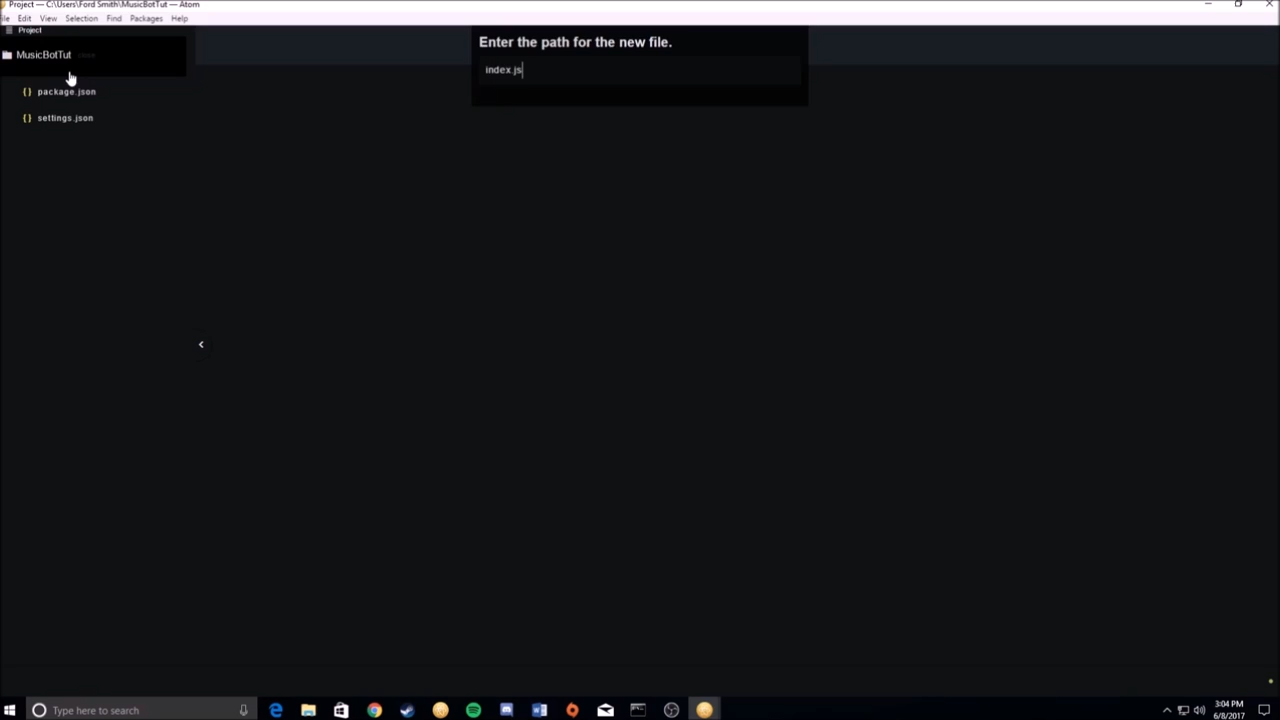 Project — C:\Users\Ford Smith\MusicBotTut — Atom
ile Edit View Selection Find Packages Help
Project
MusicBotTut
package.json
settings.json
Enter the path for the new file.
index.js
Type here to search
3:04 PM
6/8/2017